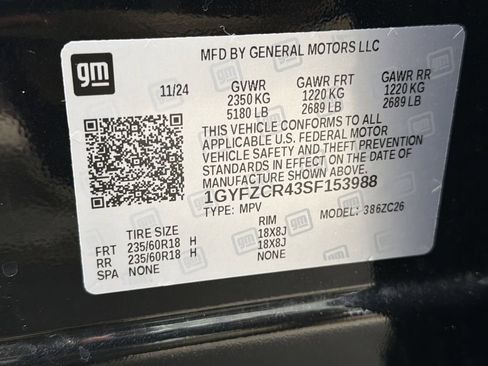 gm
MFD BY GENERAL MOTORS LLC
11/24 GVWR GAWR FRT GAWR RR
2350 KG 1220 KG 1220 KG
5180 LB 2689 LB 2689 LB
THIS VEHICLE CONFORMS TO ALL
APPLICABLE U.S. FEDERAL MOTOR
VEHICLE SAFETY AND THEFT PREVENTION
STANDARDS IN EFFECT ON THE DATE OF
MANUFACTURE SHOWN ABOVE.
1GYFZCR43SF153988
TYPE: MPV MODEL: 386ZC26
TIRE SIZE RIM
FRT 235/60R18 H 18X8J
RR 235/60R18 H 18X8J
SPA NONE NONE